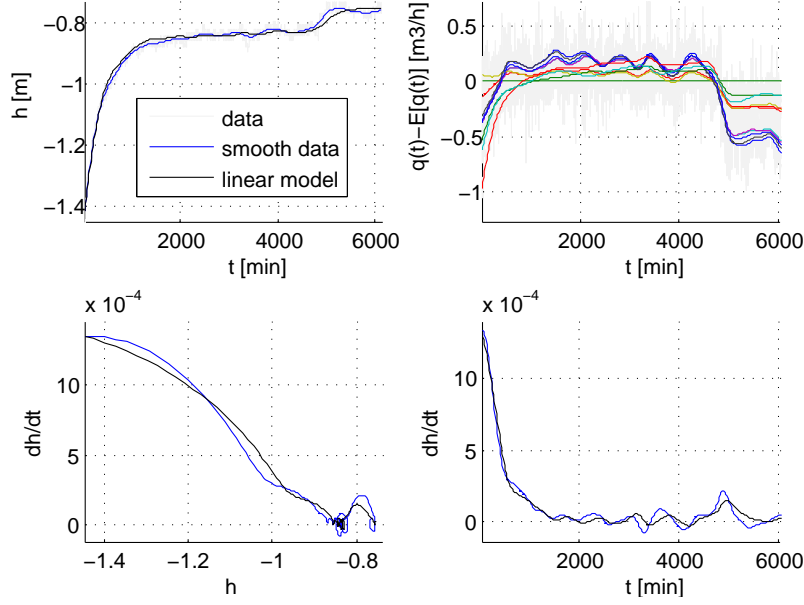 −0.8
−1
−1.2
−1.4
h [m]
data
smooth data
linear model
2000
4000
6000
t [min]
0.5
0
−0.5
−1
q(t)−E[q(t)] [m3/h]
2000
4000
6000
t [min]
x 10−4
10
5
0
dh/dt
−1.4
−1.2
−1
−0.8
h
x 10−4
10
5
0
dh/dt
2000
4000
6000
t [min]